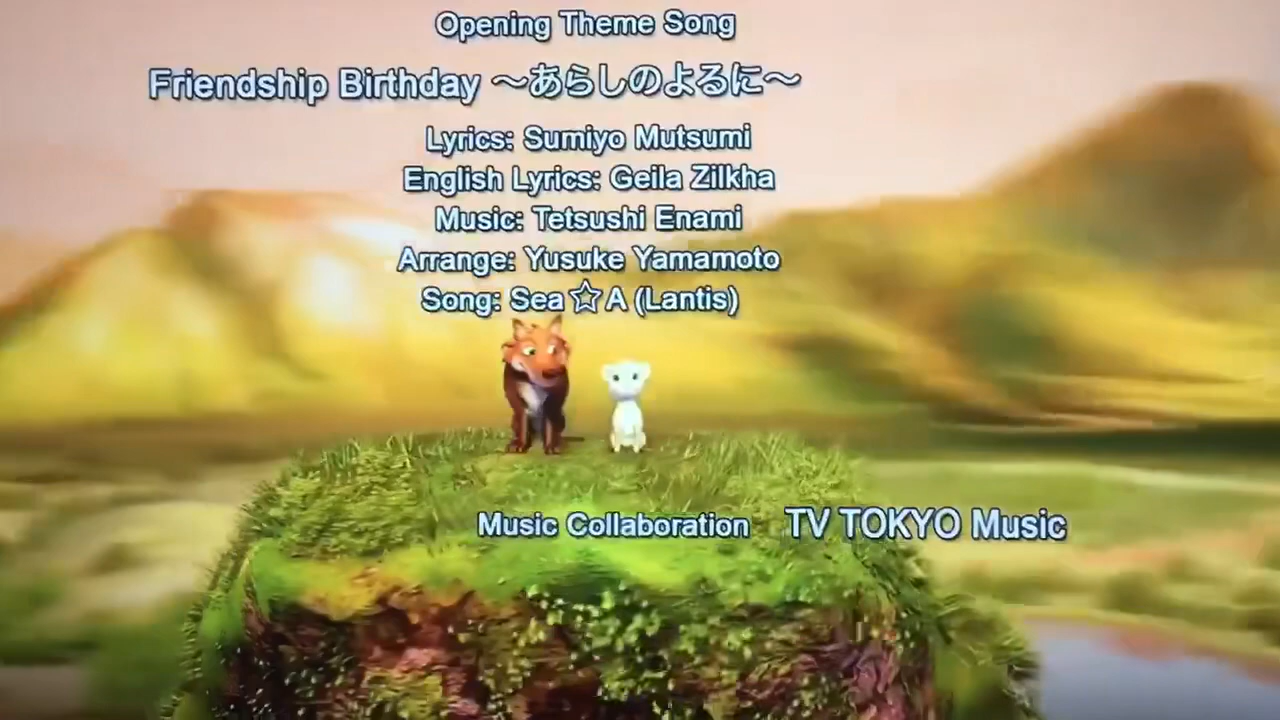 Opening Theme Song
Friendship Birthday ～あらしのよるに～
Lyrics: Sumiyo Mutsumi
English Lyrics: Geila Zilkha
Music: Tetsushi Enami
Arrange: Yusuke Yamamoto
Song: Sea☆A (Lantis)
Music Collaboration TV TOKYO Music